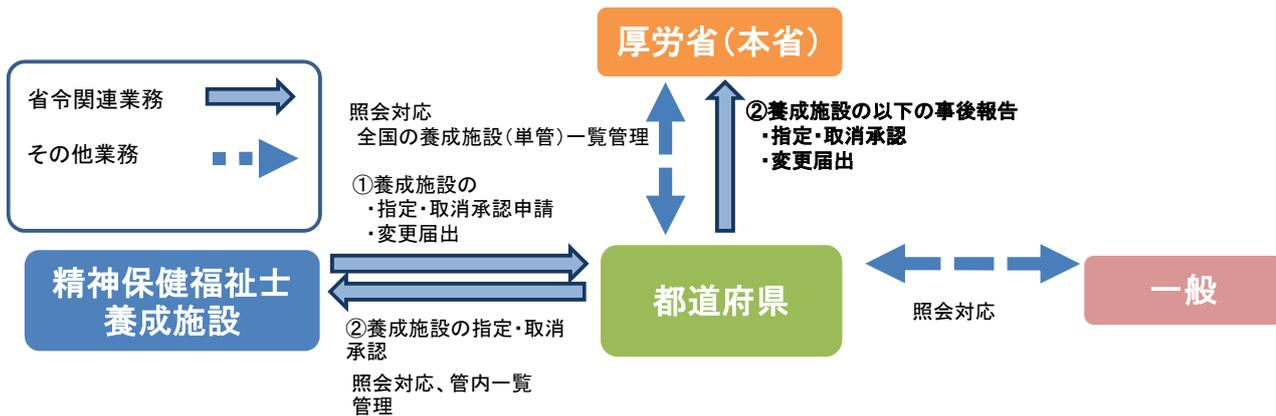 厚労省（本省）
省令関連業務
その他業務
照会対応
全国の養成施設（単管）一覧管理
②養成施設の以下の事後報告
・指定・取消承認
・変更届出
①養成施設の
・指定・取消承認申請
・変更届出
精神保健福祉士
養成施設
都道府県
一般
照会対応
②養成施設の指定・取消
承認
照会対応、管内一覧
管理